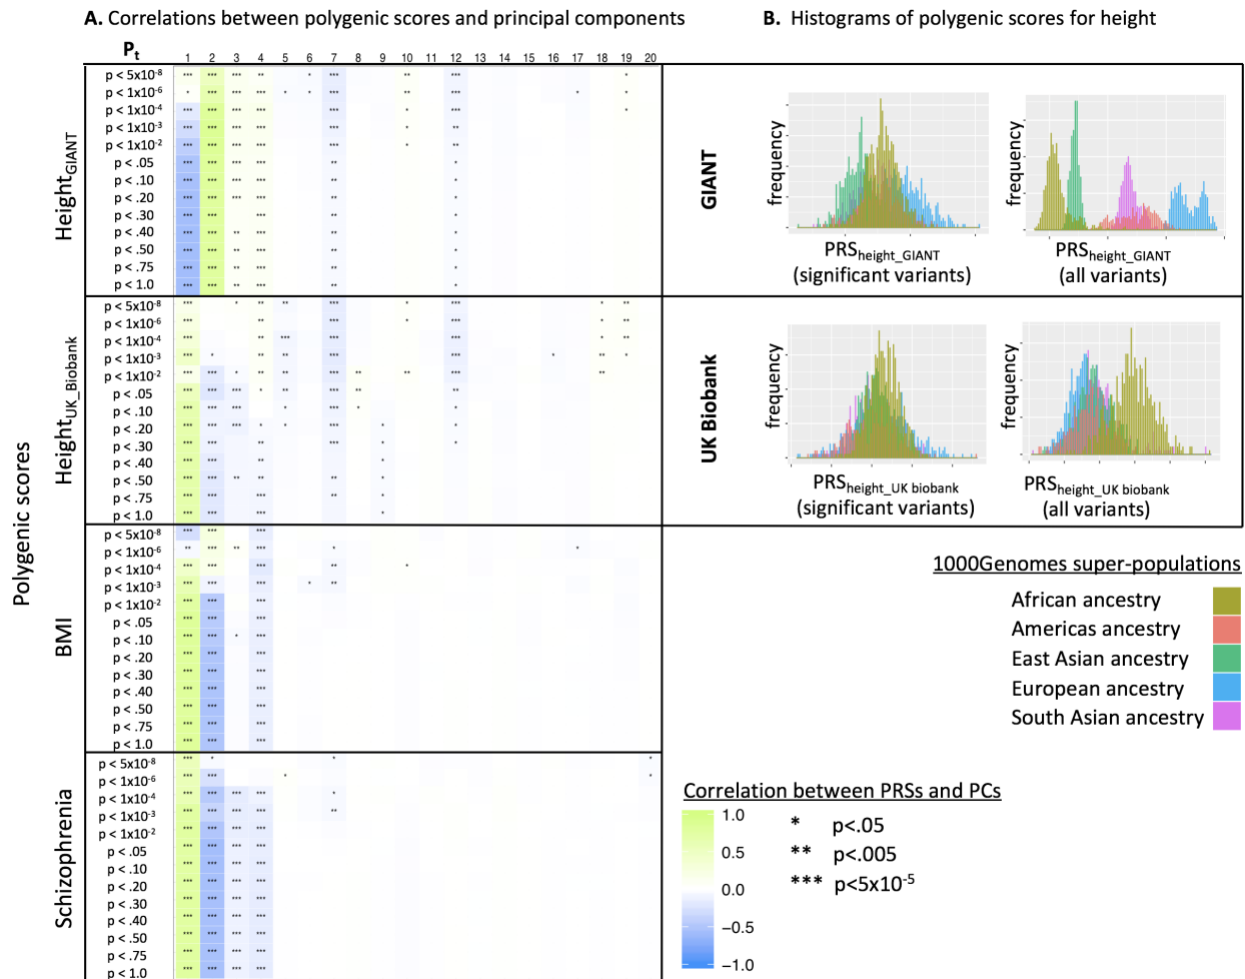 A. Correlations between polygenic scores and principal components
B. Histograms of polygenic scores for height
Pt
1 2 3 4 5 6 7 8 9 10 11 12 13 14 15 16 17 18 19 20
Polygenic scores
HeightGIANT
p < 5x10-8 *** *** *** ** * *** ** *** *
p < 1x10-6 * *** *** *** * * *** ** *** * *
p < 1x10-4 *** *** *** *** *** * *** *
p < 1x10-3 *** *** *** *** *** * **
p < 1x10-2 *** *** *** *** *** * **
p < .05 *** *** *** *** ** *
p < .10 *** *** *** *** ** *
p < .20 *** *** *** *** ** *
p < .30 *** *** *** ** *
p < .40 *** *** ** *** ** *
p < .50 *** *** ** *** ** *
p < .75 *** *** ** *** ** *
p < 1.0 *** *** ** *** ** *
HeightUK_Biobank
p < 5x10-8 *** * ** ** *** * *** * **
p < 1x10-6 *** ** *** * *** * **
p < 1x10-4 *** ** *** *** *** * **
p < 1x10-3 *** * ** ** *** *** * ** *
p < 1x10-2 *** *** * ** ** *** ** ** *** **
p < .05 *** *** *** * ** *** ** **
p < .10 *** *** *** * *** * *
p < .20 *** *** *** * * *** * *
p < .30 *** *** ** *** * *
p < .40 *** *** ** *
p < .50 *** *** ** ** ** *
p < .75 *** *** *** ** *
p < 1.0 *** *** *** *
BMI
p < 5x10-8 *** *** ***
p < 1x10-6 ** *** ** *** * *
p < 1x10-4 *** *** *** ** *
p < 1x10-3 *** *** *** * **
p < 1x10-2 *** *** ***
p < .05 *** *** ***
p < .10 *** *** * ***
p < .20 *** *** ***
p < .30 *** *** ***
p < .40 *** *** ***
p < .50 *** *** ***
p < .75 *** *** ***
p < 1.0 *** *** ***
Schizophrenia
p < 5x10-8 *** * * *
p < 1x10-6 *** *** * *
p < 1x10-4 *** *** *** *** *
p < 1x10-3 *** *** *** *** **
p < 1x10-2 *** *** *** ***
p < .05 *** *** *** ***
p < .10 *** *** *** ***
p < .20 *** *** *** ***
p < .30 *** *** *** ***
p < .40 *** *** *** ***
p < .50 *** *** *** ***
p < .75 *** *** *** ***
p < 1.0 *** *** *** ***
GIANT
frequency
PRSheight_GIANT
(significant variants)
frequency
PRSheight_GIANT
(all variants)
UK Biobank
frequency
PRSheight_UK biobank
(significant variants)
frequency
PRSheight_UK biobank
(all variants)
1000Genomes super-populations
African ancestry
Americas ancestry
East Asian ancestry
European ancestry
South Asian ancestry
Correlation between PRSs and PCs
1.0
0.5
0.0
−0.5
−1.0
* p<.05
** p<.005
*** p<5x10-5